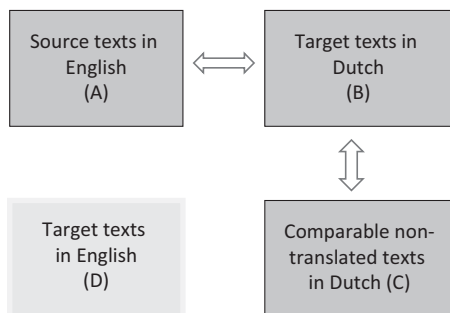 Source texts in
English
(A)
Target texts in
Dutch
(B)
Target texts
in English
(D)
Comparable non-
translated texts
in Dutch (C)